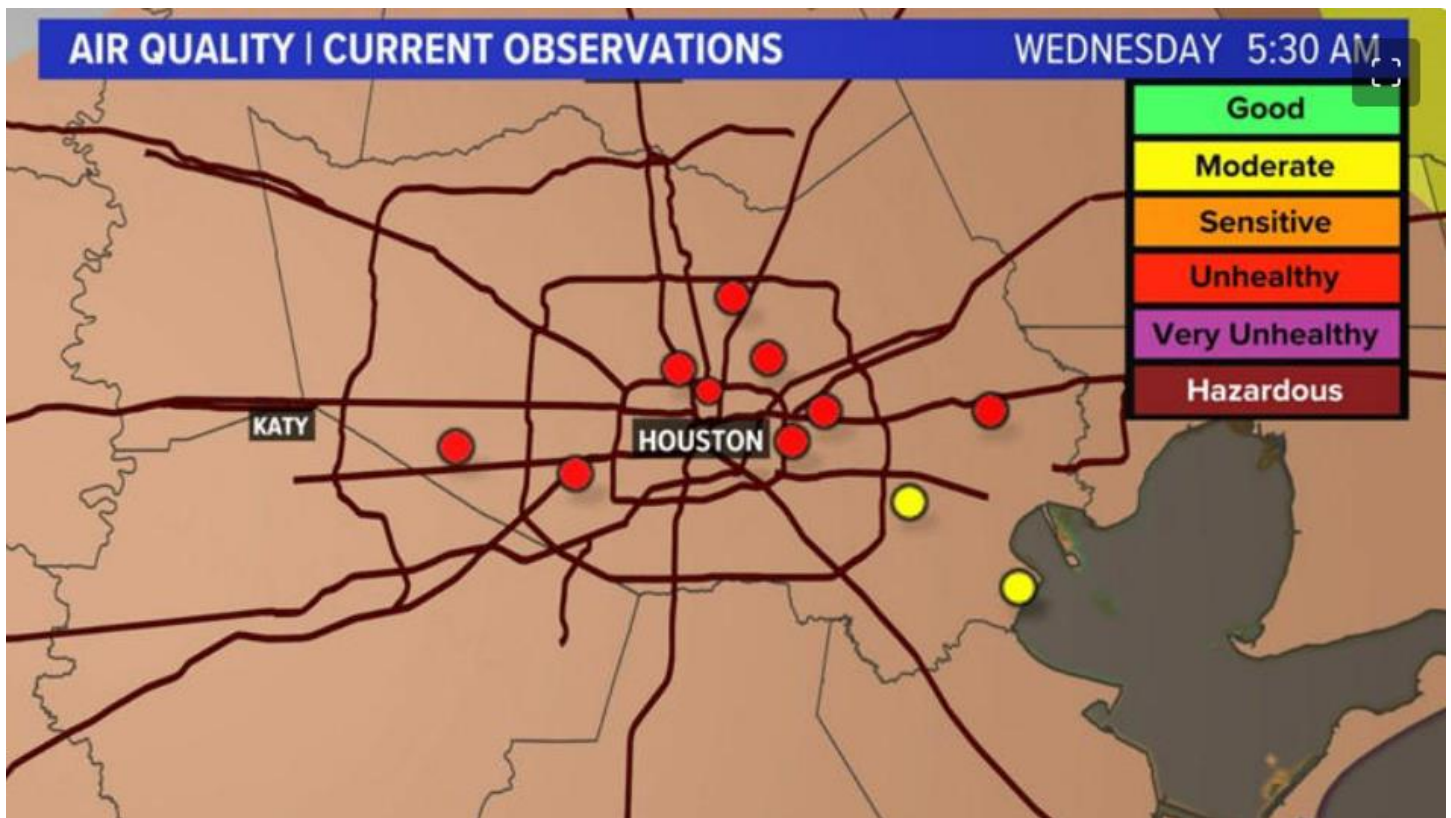 AIR QUALITY | CURRENT OBSERVATIONS
WEDNESDAY 5:30 AM
Good
Moderate
Sensitive
Unhealthy
Very Unhealthy
Hazardous
KATY
HOUSTON